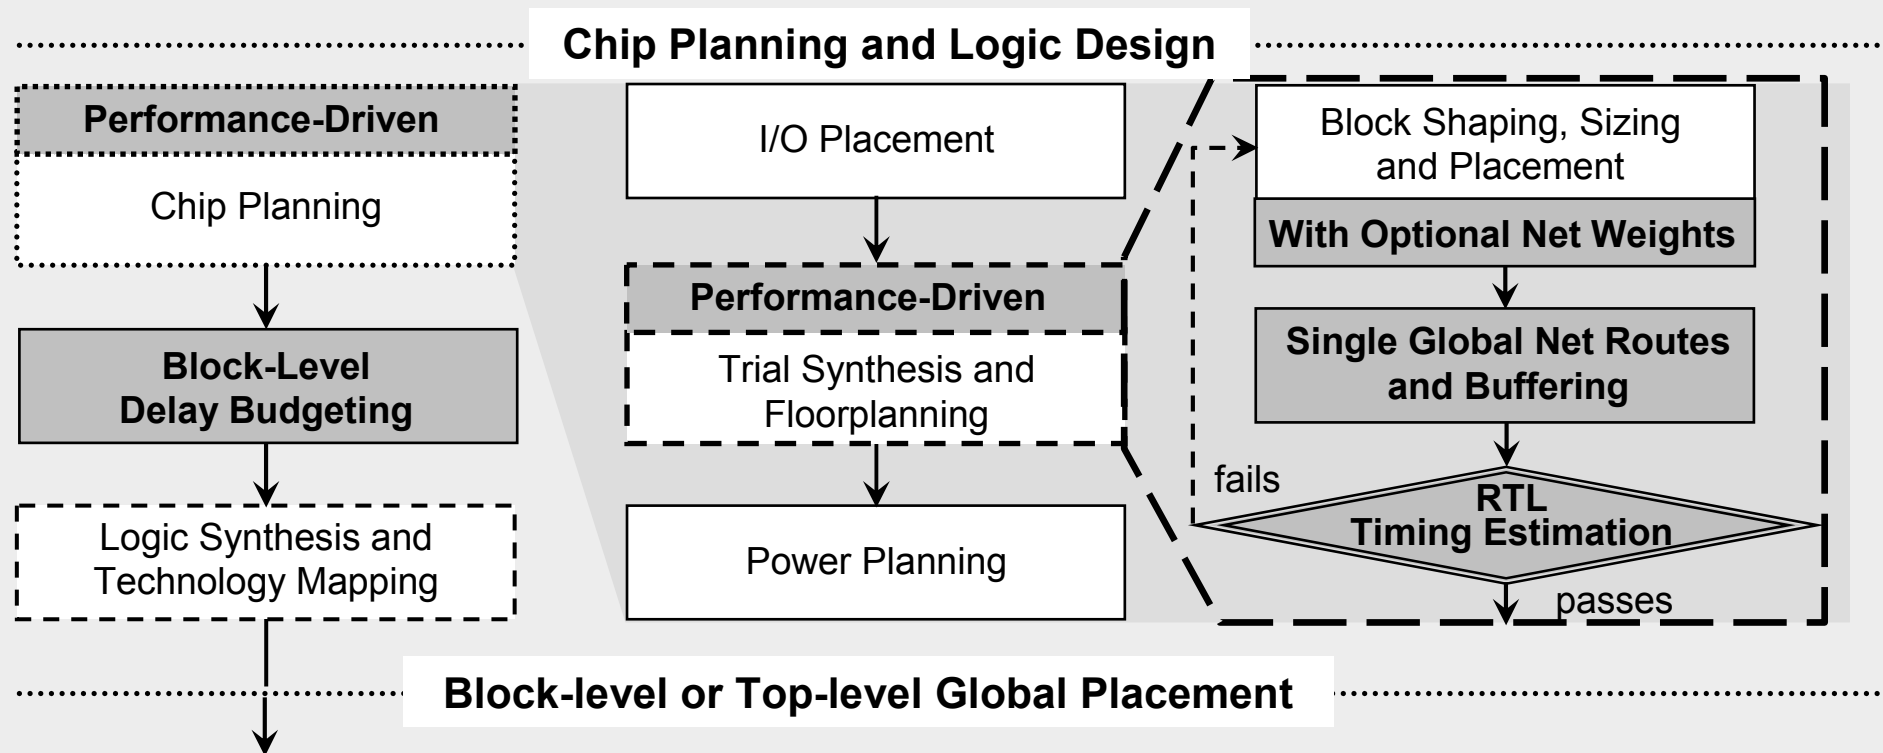 Chip Planning and Logic Design
Performance-Driven
Chip Planning
Block-Level
Delay Budgeting
Logic Synthesis and
Technology Mapping
I/O Placement
Performance-Driven
Trial Synthesis and
Floorplanning
Power Planning
Block Shaping, Sizing
and Placement
With Optional Net Weights
Single Global Net Routes
and Buffering
fails
RTL
Timing Estimation
passes
Block-level or Top-level Global Placement